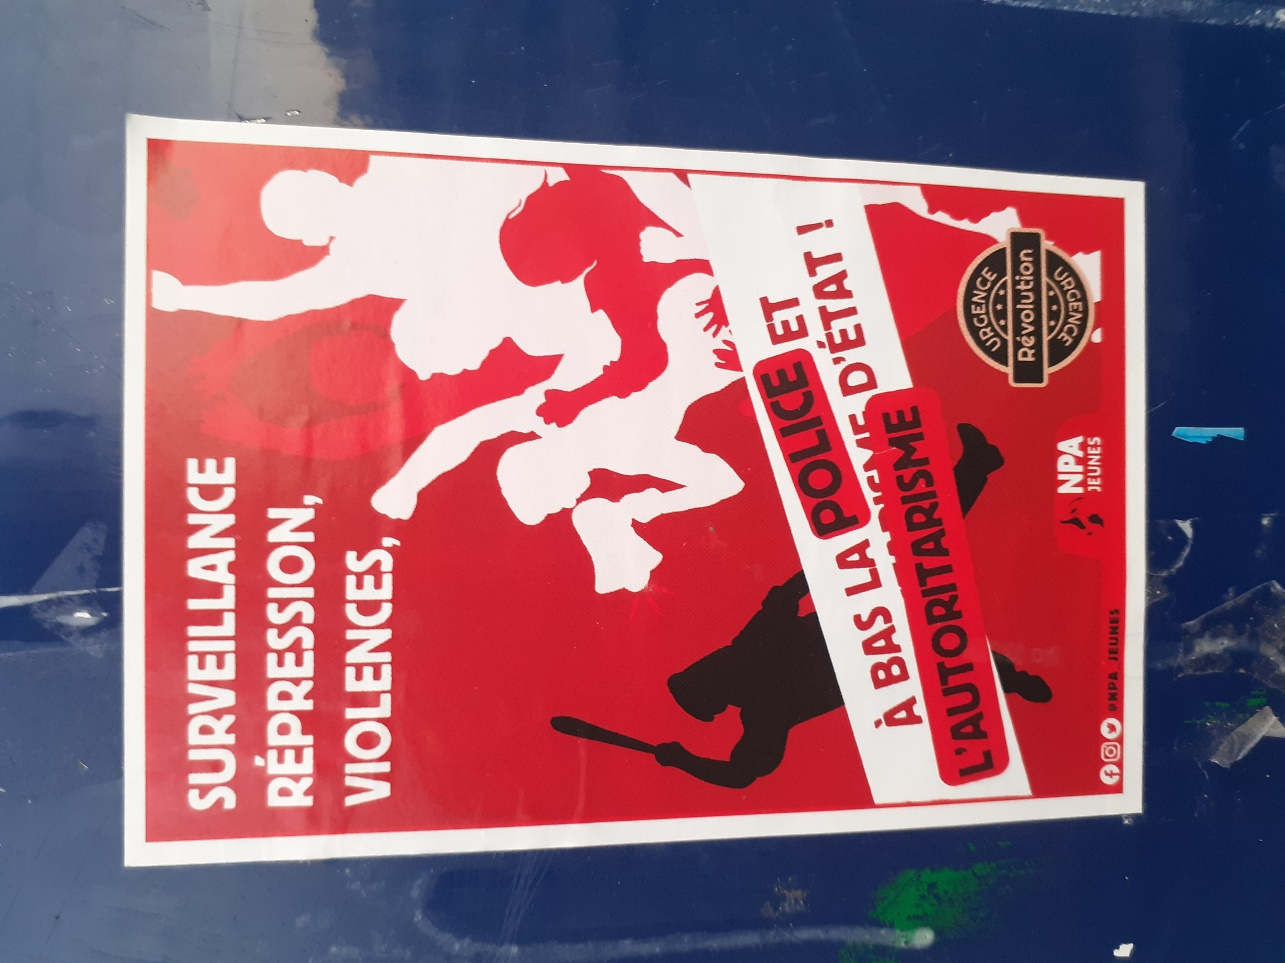 SURVEILLANCE
RÉPRESSION,
VIOLENCES,
À BAS LA POLICE ET
L'AUTORITARISME D'ÉTAT !
URGENCE
Révolution
URGENCE
NPA
JEUNES
@NPA_JEUNES